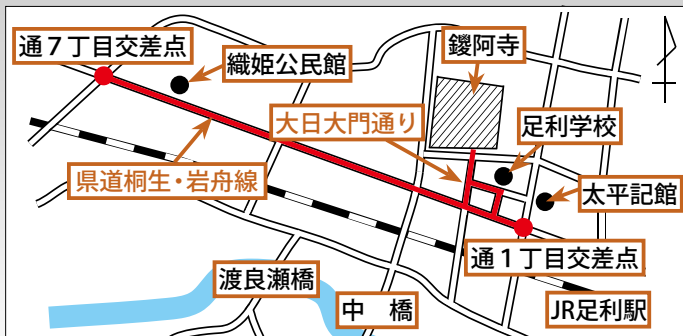 通7丁目交差点
織姫公民館
鑁阿寺
大日大門通り
足利学校
県道桐生・岩舟線
太平記館
通1丁目交差点
渡良瀬橋
中 橋
JR足利駅